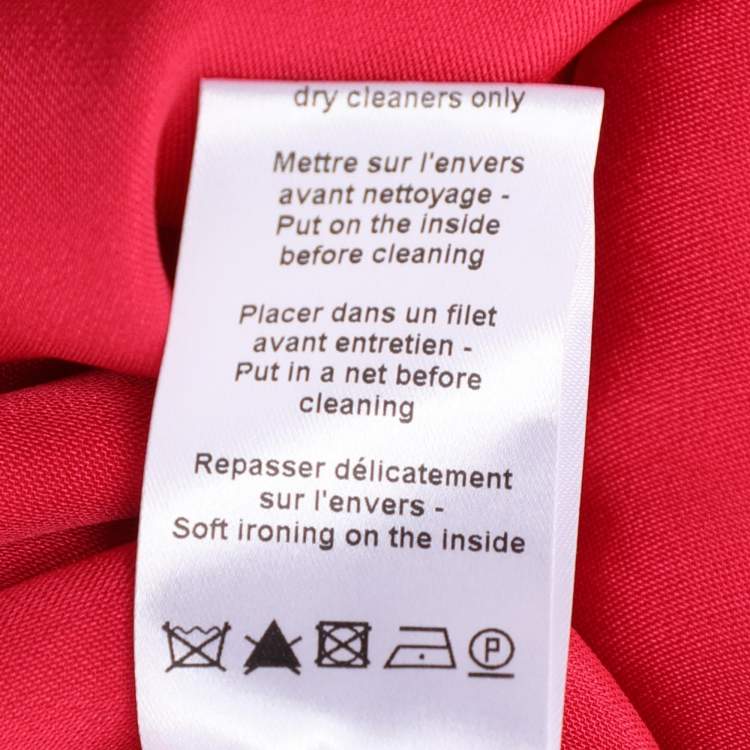 dry cleaners only
Mettre sur l'envers
avant nettoyage -
Put on the inside
before cleaning
Placer dans un filet
avant entretien -
Put in a net before
cleaning
Repasser délicatement
sur l'envers -
Soft ironing on the inside
P